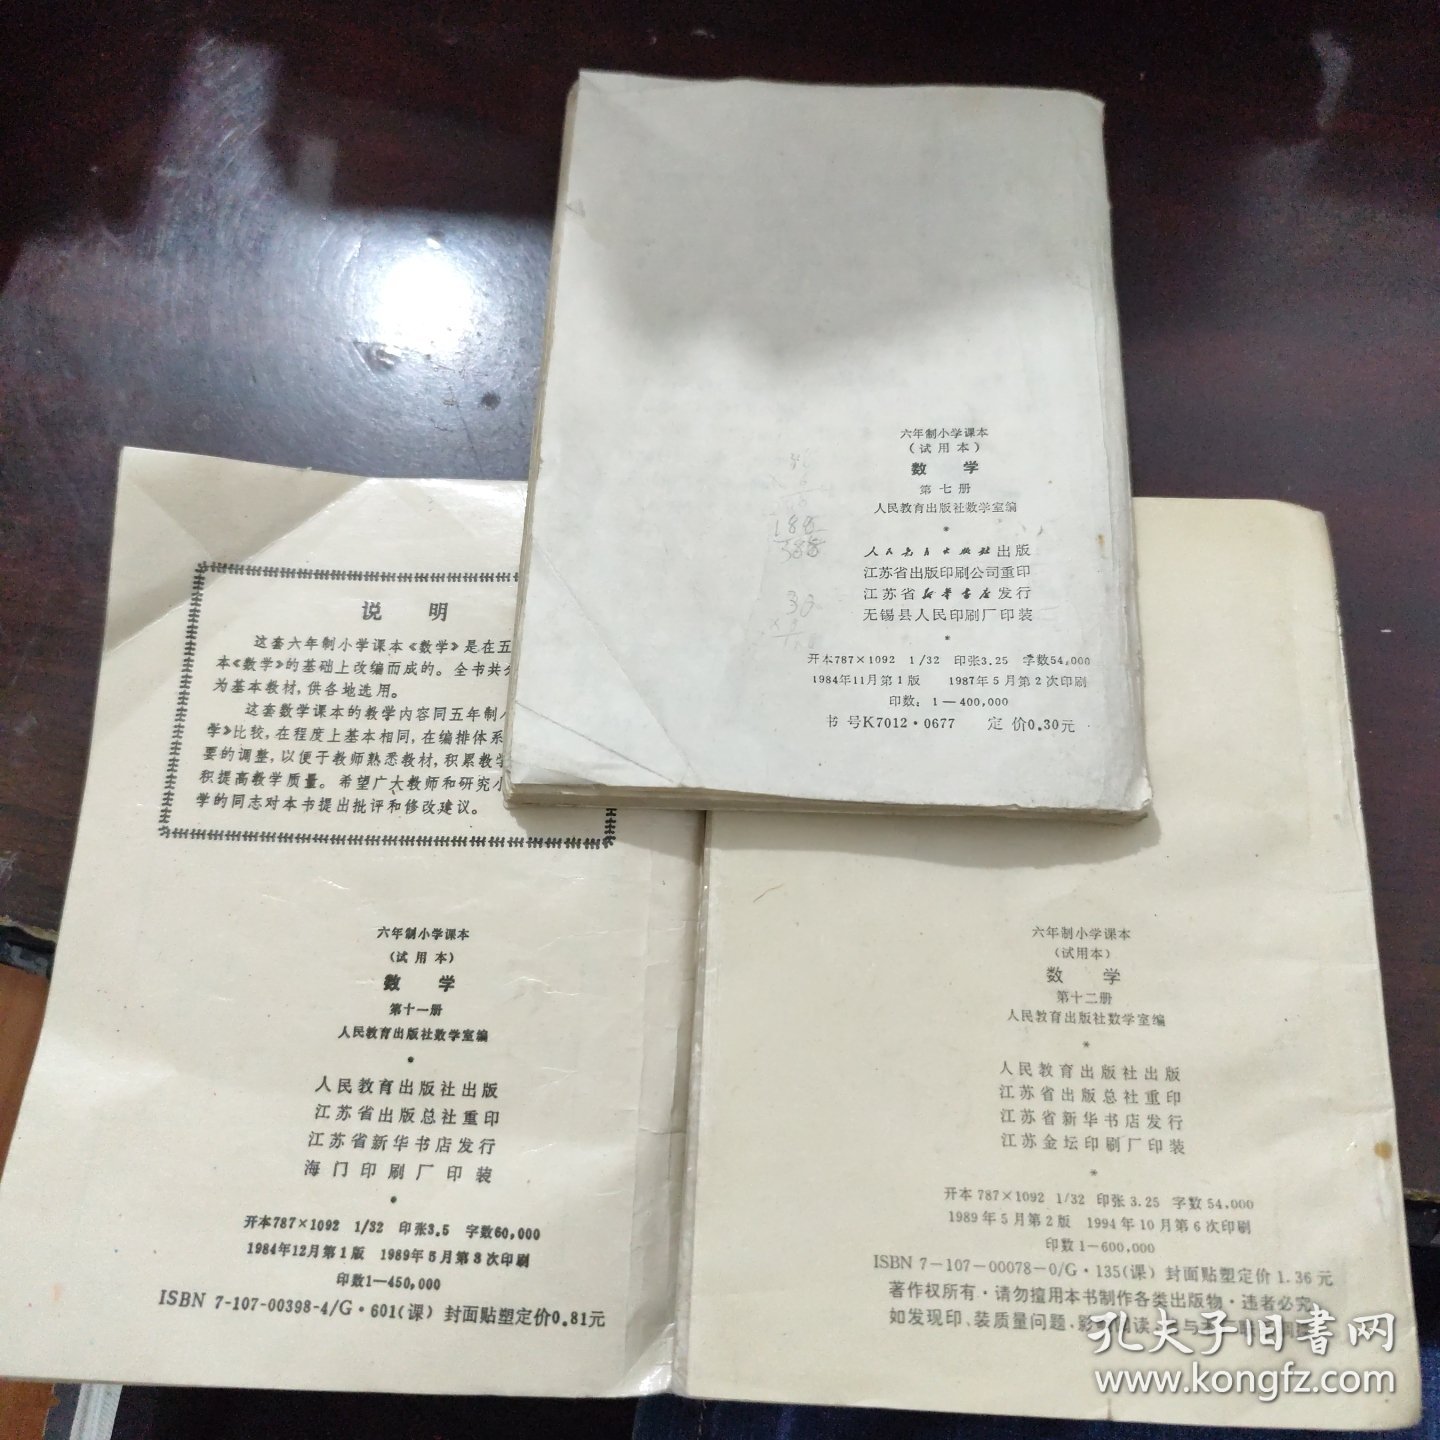 六年制小学课本
(试用本)
数 学
第七册
人民教育出版社数学室编
*
人民教育出版社出版
江苏省出版印刷公司重印
江苏省新华书店发行
无锡县人民印刷厂印装
*
开本787×1092 1/32 印张3.25 字数54,000
1984年11月第1版 1987年5月第2次印刷
印数:1—400,000
书号K7012·0677 定价0.30元
188
388
30
说 明
这套六年制小学课本《数学》是在五
本《数学》的基础上改编而成的。全书共分
为基本教材,供各地选用。
这套数学课本的教学内容同五年制小
学》比较,在程度上基本相同,在编排体系
要的调整,以便于教师熟悉教材,积累教学
积提高教学质量。希望广大教师和研究小
学的同志对本书提出批评和修改建议。
六年制小学课本
(试用本)
数 学
第十一册
人民教育出版社数学室编
*
人民教育出版社出版
江苏省出版总社重印
江苏省新华书店发行
海门印刷厂印装
*
开本787×1092 1/32 印张3.5 字数60,000
1984年12月第1版 1989年5月第3次印刷
印数1—450,000
ISBN 7-107-00398-4/G·601(课) 封面贴塑定价0.81元
六年制小学课本
(试用本)
数 学
第十二册
人民教育出版社数学室编
*
人民教育出版社出版
江苏省出版总社重印
江苏省新华书店发行
江苏金坛印刷厂印装
*
开本 787×1092 1/32 印张 3.25 字数 54,000
1989年5月第2版 1994年10月第6次印刷
印数 1—600,000
ISBN 7-107-00078-0/G·135(课) 封面贴塑定价 1.36 元
著作权所有·请勿擅用本书制作各类出版物·违者必究
如发现印、装质量问题,影响阅读
孔夫子旧书网
www.kongfz.com